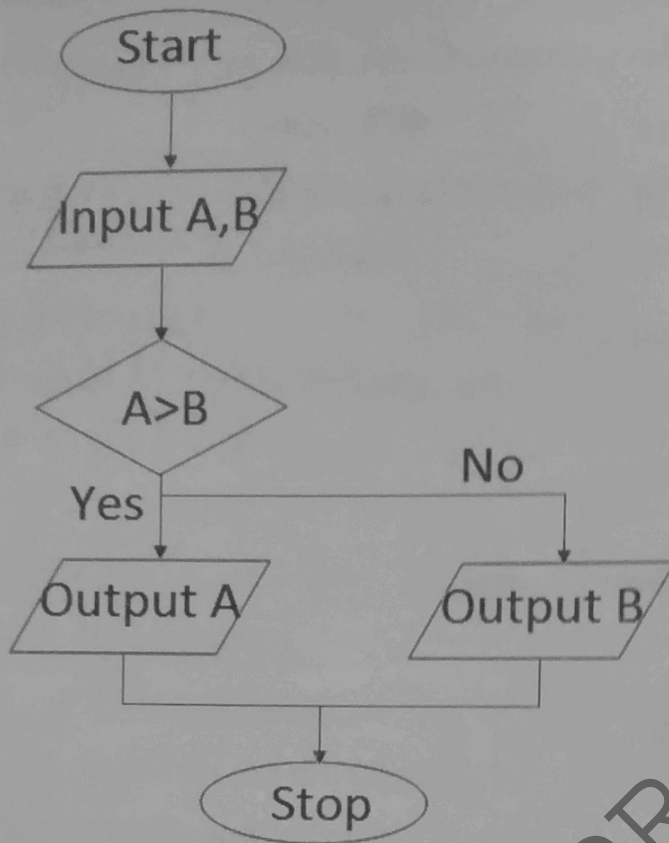 Start
Input A,B
A>B
No
Yes
Output A
Output B
Stop